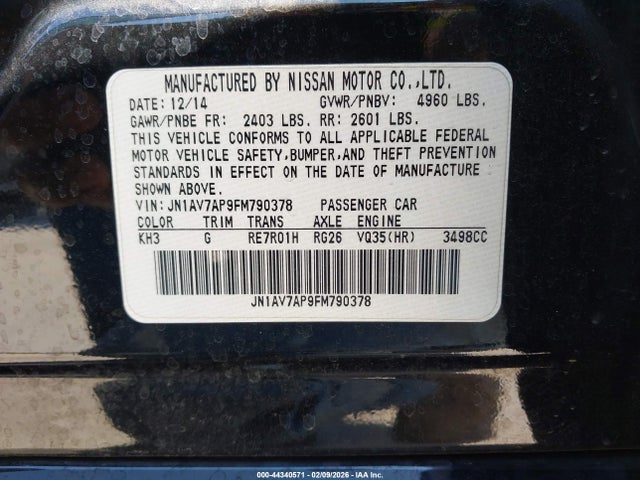 MANUFACTURED BY NISSAN MOTOR CO.,LTD.
DATE: 12/14 GVWR/PNBV: 4960 LBS.
GAWR/PNBE FR: 2403 LBS. RR: 2601 LBS.
THIS VEHICLE CONFORMS TO ALL APPLICABLE FEDERAL
MOTOR VEHICLE SAFETY,BUMPER,AND THEFT PREVENTION
STANDARDS IN EFFECT ON THE DATE OF MANUFACTURE
SHOWN ABOVE.
VIN:JN1AV7AP9FM790378 PASSENGER CAR
COLOR TRIM TRANS AXLE ENGINE
KH3 G RE7R01H RG26 VQ35(HR) 3498CC
JN1AV7AP9FM790378
000-44340571 - 02/09/2026 - IAA Inc.